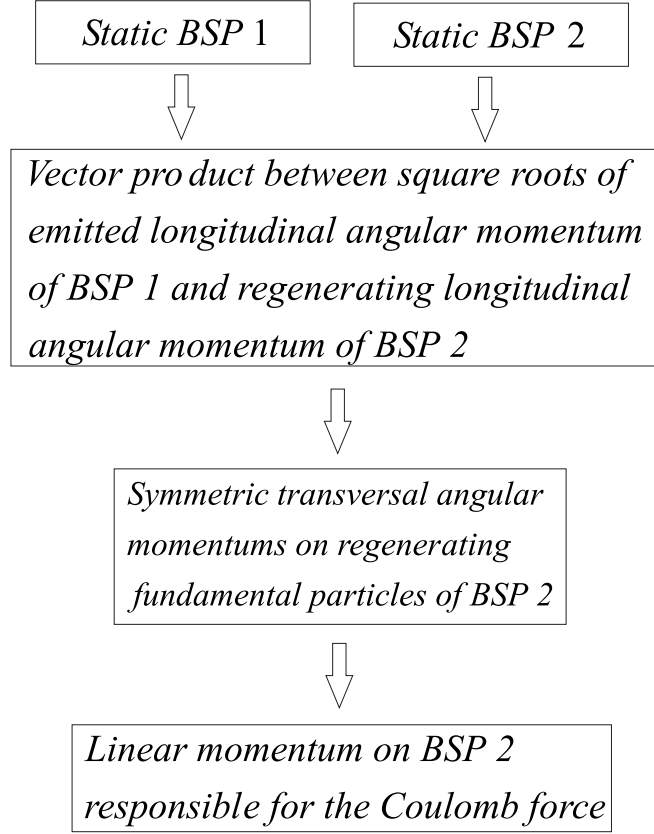 Static BSP 1
Static BSP 2
Vector product between square roots of
emitted longitudinal angular momentum
of BSP 1 and regenerating longitudinal
angular momentum of BSP 2
Symmetric transversal angular
momentums on regenerating
fundamental particles of BSP 2
Linear momentum on BSP 2
responsible for the Coulomb force